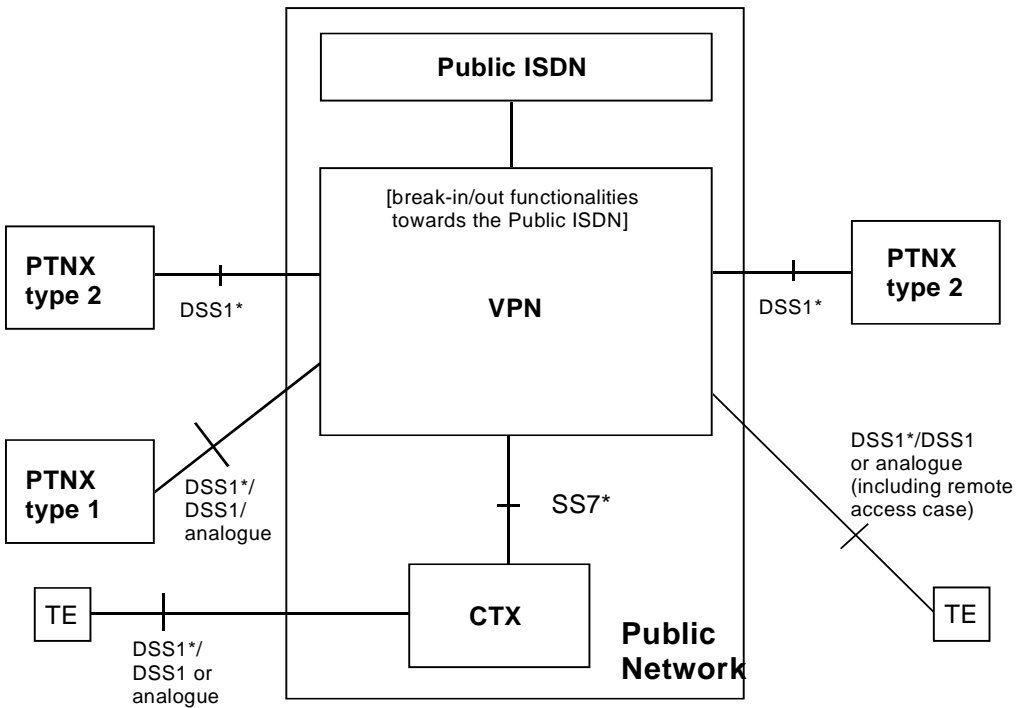 Public ISDN
[break-in/out functionalities
towards the Public ISDN]
VPN
PTNX
type 2
DSS1*
PTNX
type 2
DSS1*
PTNX
type 1
DSS1*/
DSS1/
analogue
SS7*
DSS1*/DSS1
or analogue
(including remote
access case)
TE
DSS1*/
DSS1 or
analogue
CTX
Public
Network
TE